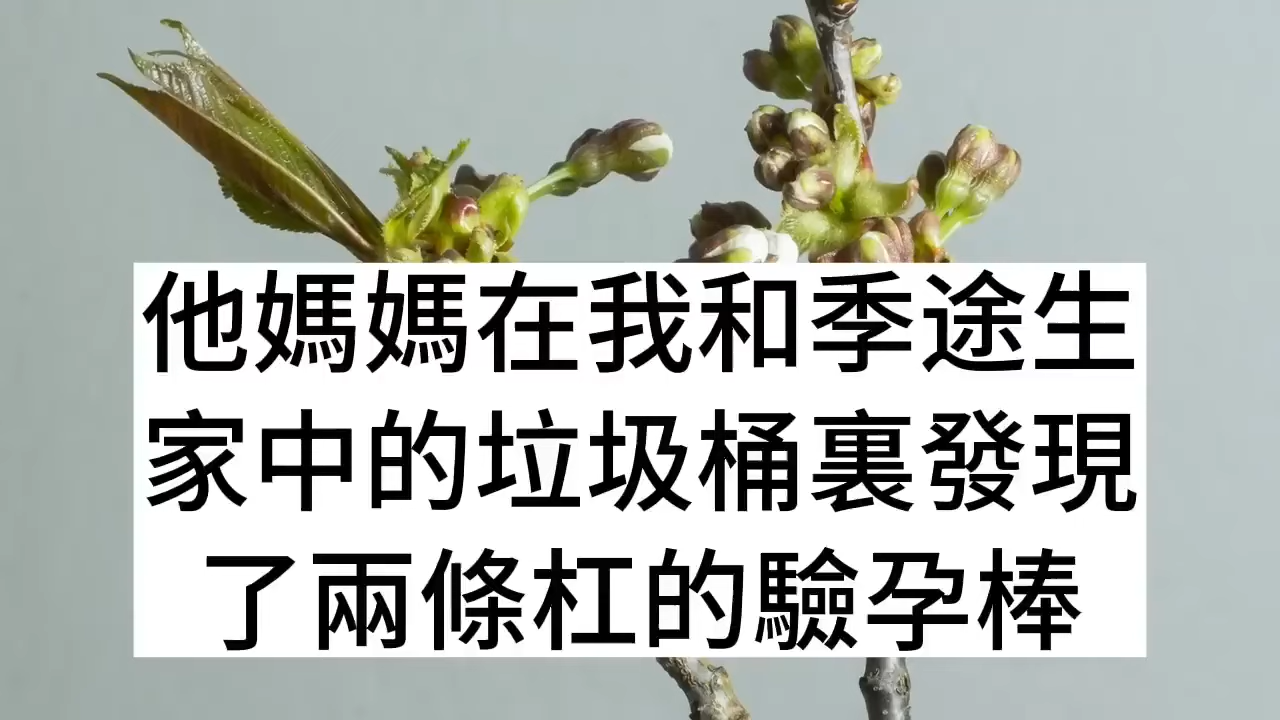 他媽媽在我和季途生
家中的垃圾桶裏發現
了兩條杠的驗孕棒